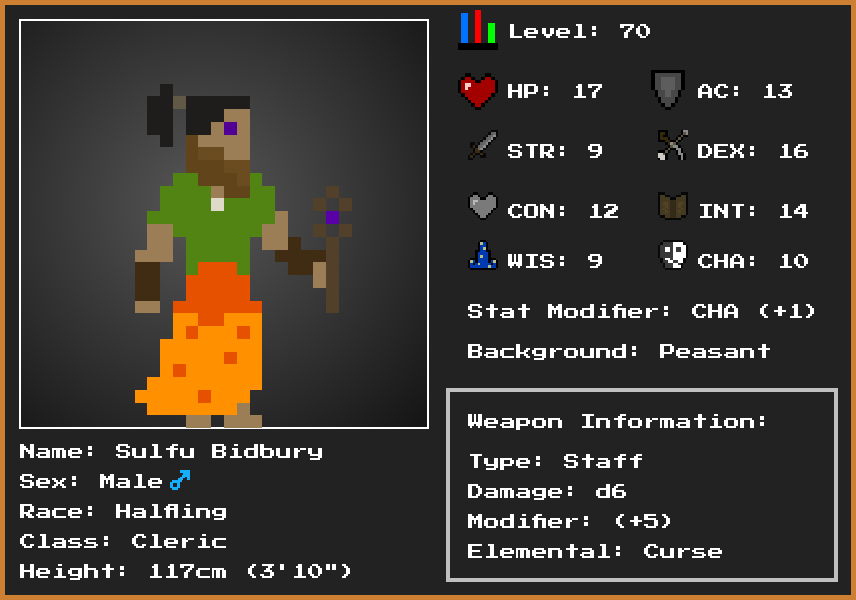 Level: 70
HP: 17 AC: 13
STR: 9 DEX: 16
CON: 12 INT: 14
WIS: 9 CHA: 10
Stat Modifier: CHA (+1)
Background: Peasant
Weapon Information:
Type: Staff
Damage: d6
Modifier: (+5)
Elemental: Curse
Name: Sulfu Bidbury
Sex: Male♂
Race: Halfling
Class: Cleric
Height: 117cm (3'10")